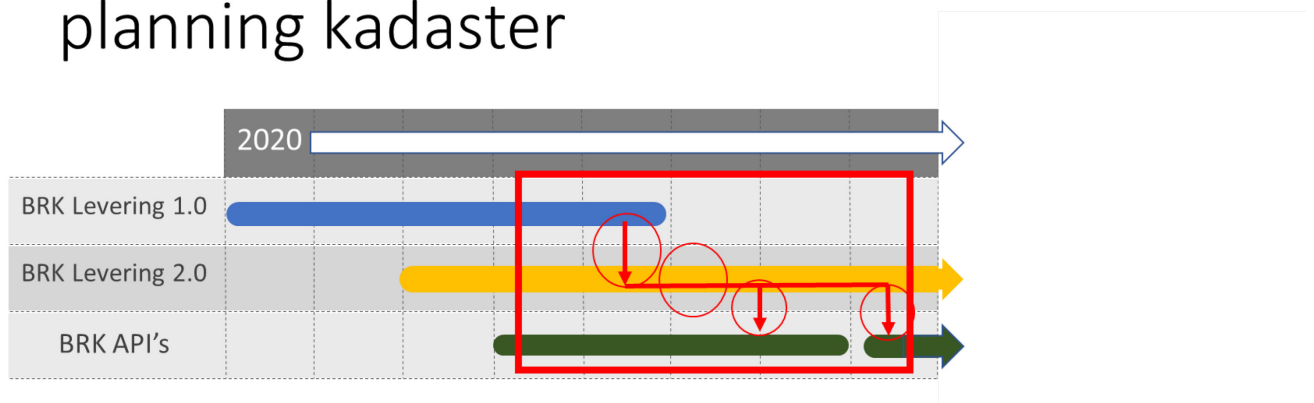 planning kadaster
2020
BRK Levering 1.0
BRK Levering 2.0
BRK API's